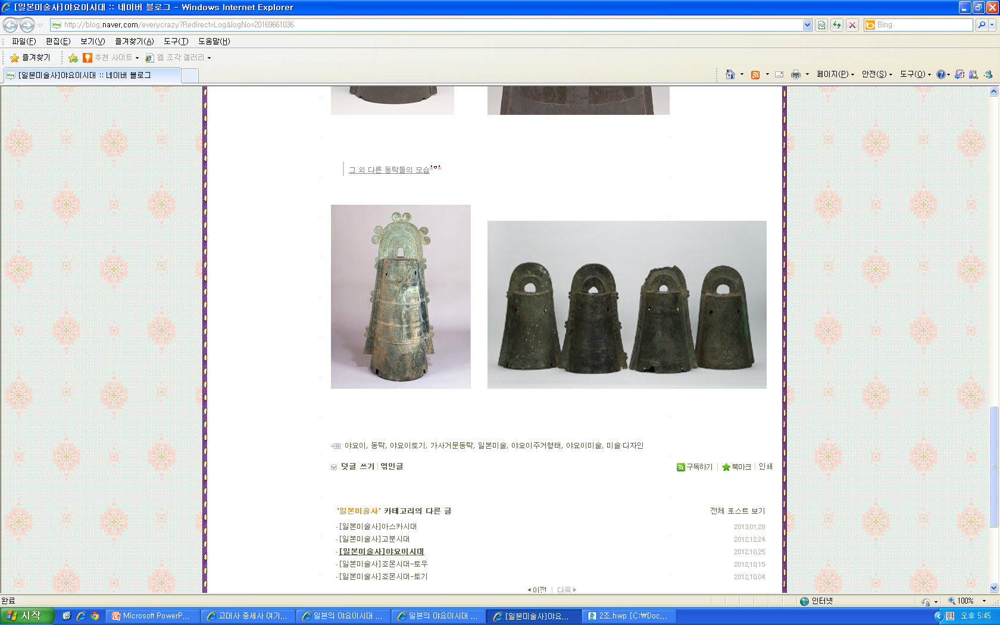 [일본미술사]야요이시대 :: 네이버 블로그 - Windows Internet Explorer
http://blog.naver.com/everycrazy?Redirect=Log&logNo=20169661036
Bing
파일(F) 편집(E) 보기(V) 즐겨찾기(A) 도구(T) 도움말(H)
즐겨찾기 추천 사이트 웹 조각 갤러리
[일본미술사]야요이시대 :: 네이버 블로그
페이지(P) 안전(S) 도구(O)
그 외 다른 동탁들의 모습
야요이, 동탁, 야요이토기, 가사거문동탁, 일본미술, 야요이주거형태, 야요이미술, 미술·디자인
덧글 쓰기 | 엮인글
구독하기 | 북마크 | 인쇄
'일본미술사' 카테고리의 다른 글 전체 포스트 보기
[일본미술사]아스카시대 2013.01.28
[일본미술사]고분시대 2012.12.24
[일본미술사]야요이시대 2012.10.25
[일본미술사]죠몬시대-토우 2012.10.15
[일본미술사]죠몬시대-토기 2012.10.04
이전 | 다음
완료 인터넷 100%
시작 Microsoft PowerP... 고대사 중세사 여기... 일본의 야요이시대 ... 일본의 야요이시대 ... [일본미술사]야요... 2조.hwp [C:₩Doc... 한 오후 5:45